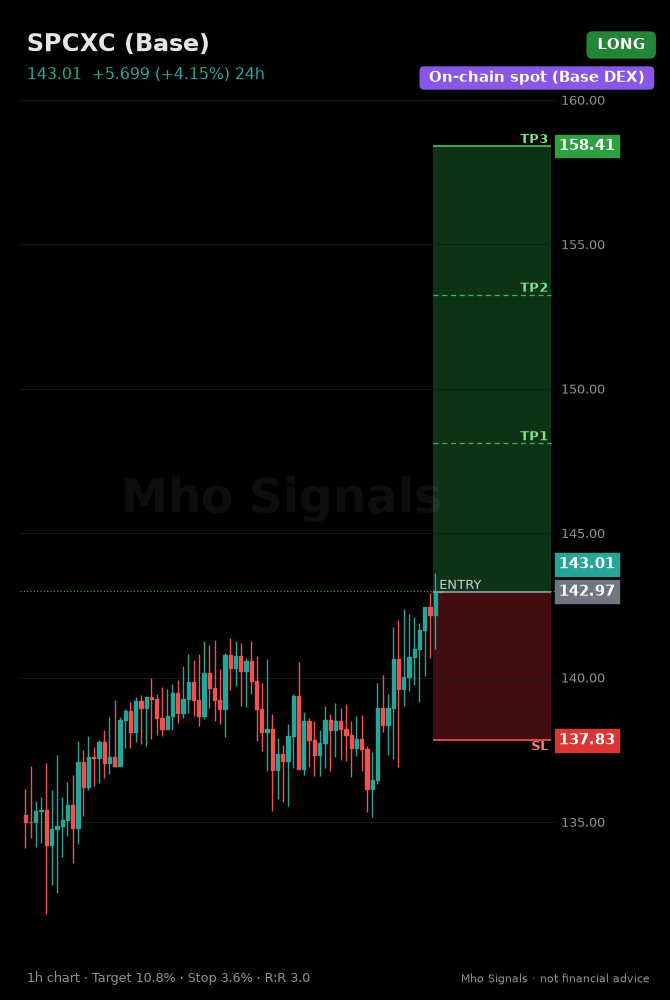 SPCXC (Base)
LONG
143.01 +5.699 (+4.15%) 24h
On-chain spot (Base DEX)
160.00
TP3
158.41
155.00
TP2
150.00
TP1
Mho Signals
145.00
143.01
ENTRY
142.97
140.00
137.83
SL
135.00
1h chart · Target 10.8% · Stop 3.6% · R:R 3.0
Mho Signals · not financial advice